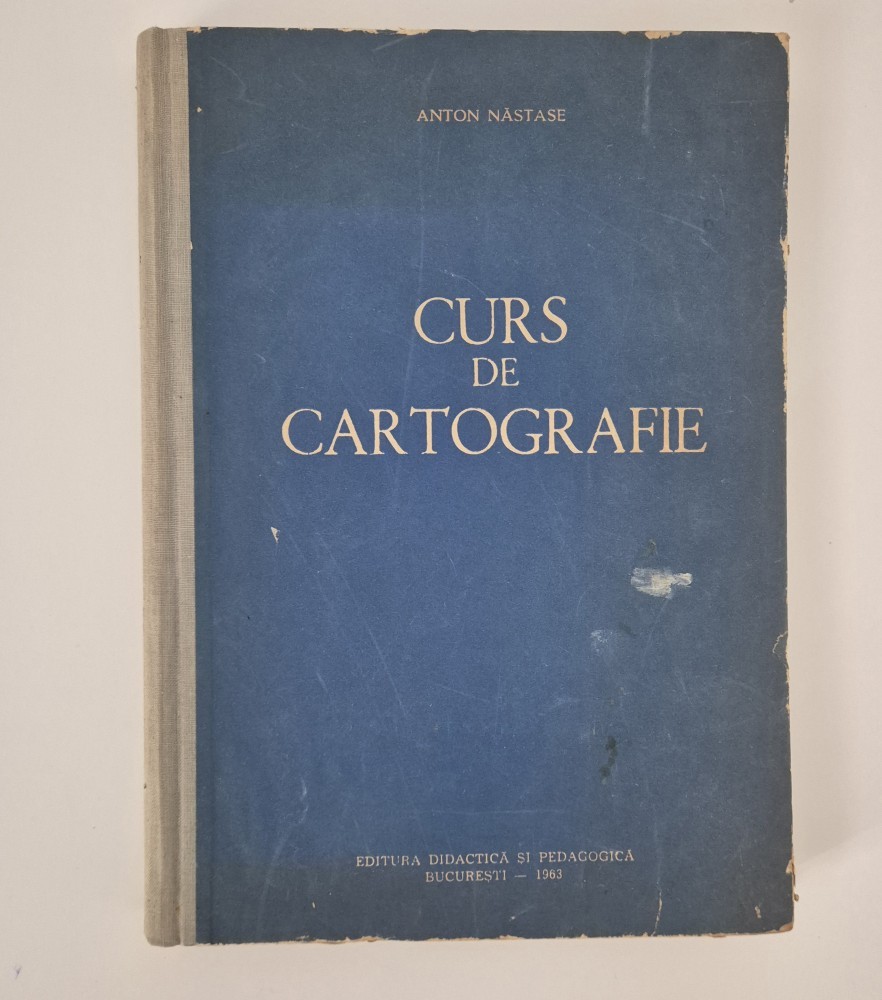 ANTON NĂSTASE
CURS
DE
CARTOGRAFIE
EDITURA DIDACTICĂ ȘI PEDAGOGICĂ
BUCUREȘTI — 1963